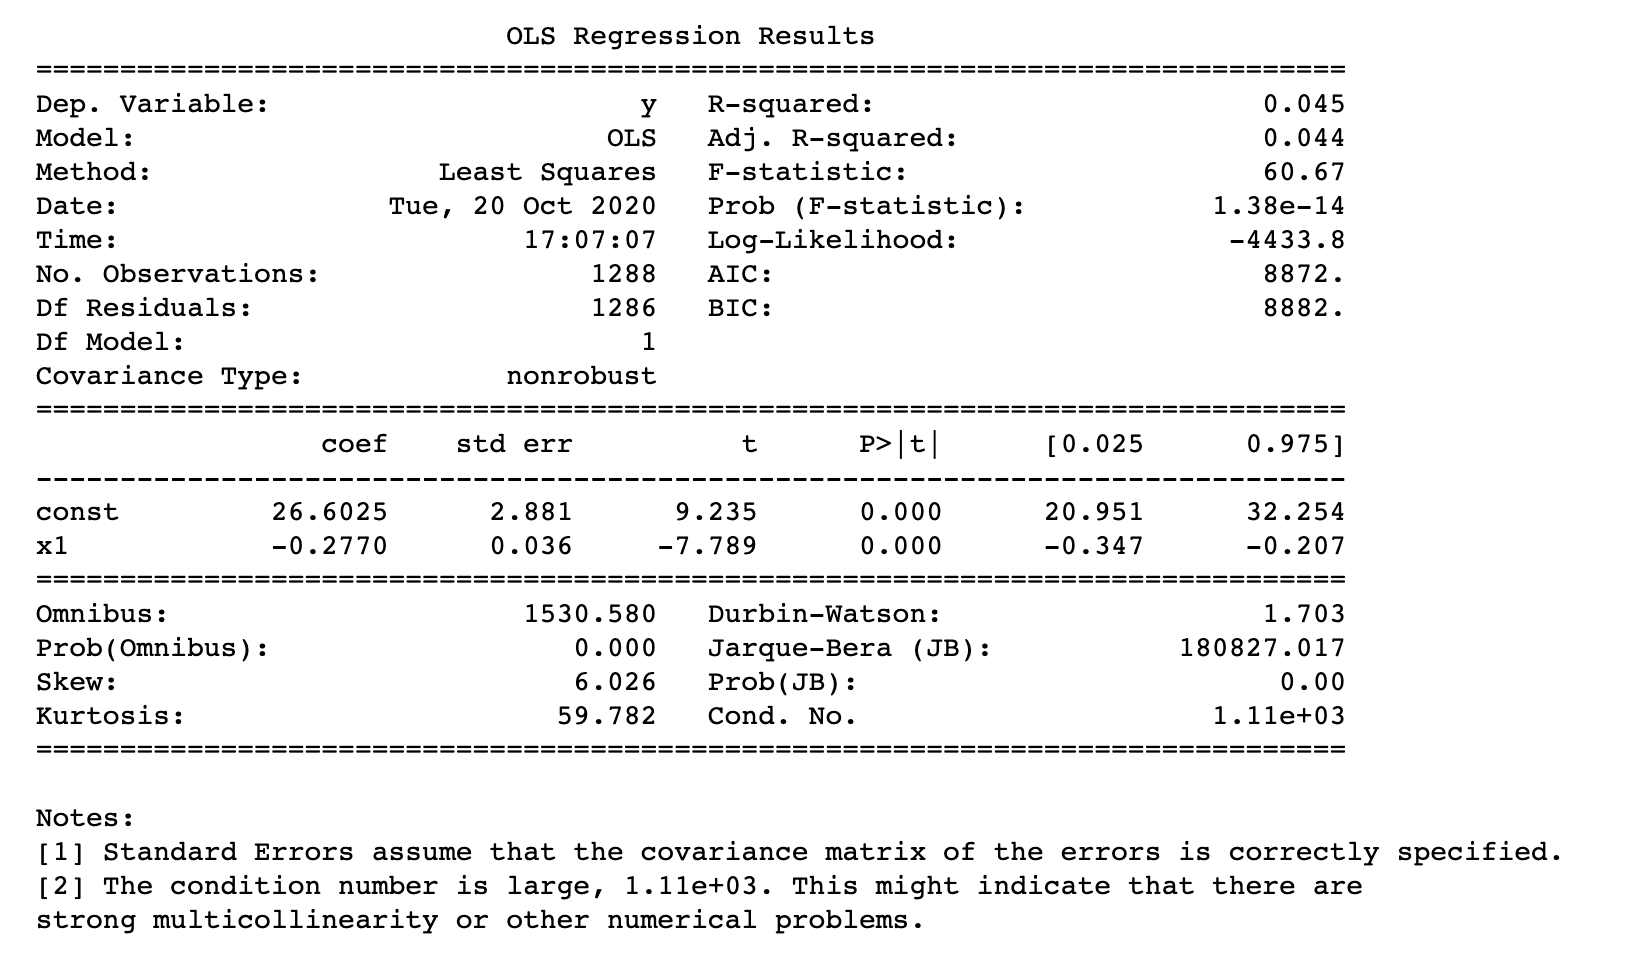 OLS Regression Results
==============================================================================
Dep. Variable:                      y   R-squared:                       0.045
Model:                            OLS   Adj. R-squared:                  0.044
Method:                 Least Squares   F-statistic:                     60.67
Date:                Tue, 20 Oct 2020   Prob (F-statistic):           1.38e-14
Time:                        17:07:07   Log-Likelihood:                -4433.8
No. Observations:                1288   AIC:                             8872.
Df Residuals:                    1286   BIC:                             8882.
Df Model:                           1
Covariance Type:            nonrobust
==============================================================================
                 coef    std err          t      P>|t|      [0.025      0.975]
------------------------------------------------------------------------------
const         26.6025      2.881      9.235      0.000      20.951      32.254
x1            -0.2770      0.036     -7.789      0.000      -0.347      -0.207
==============================================================================
Omnibus:                     1530.580   Durbin-Watson:                   1.703
Prob(Omnibus):                  0.000   Jarque-Bera (JB):           180827.017
Skew:                           6.026   Prob(JB):                         0.00
Kurtosis:                      59.782   Cond. No.                     1.11e+03
==============================================================================

Notes:
[1] Standard Errors assume that the covariance matrix of the errors is correctly specified.
[2] The condition number is large, 1.11e+03. This might indicate that there are
strong multicollinearity or other numerical problems.